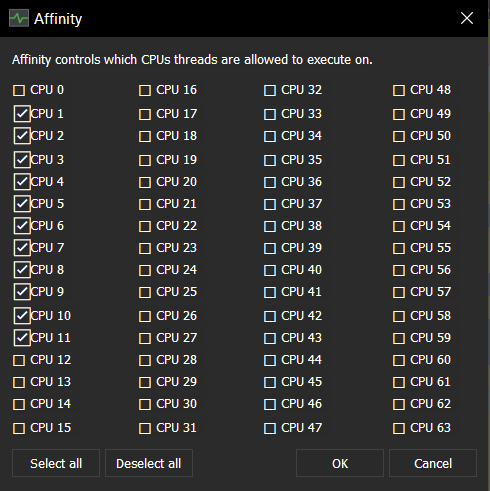 Affinity
Affinity controls which CPUs threads are allowed to execute on.
CPU 0 CPU 16 CPU 32 CPU 48
CPU 1 CPU 17 CPU 33 CPU 49
CPU 2 CPU 18 CPU 34 CPU 50
CPU 3 CPU 19 CPU 35 CPU 51
CPU 4 CPU 20 CPU 36 CPU 52
CPU 5 CPU 21 CPU 37 CPU 53
CPU 6 CPU 22 CPU 38 CPU 54
CPU 7 CPU 23 CPU 39 CPU 55
CPU 8 CPU 24 CPU 40 CPU 56
CPU 9 CPU 25 CPU 41 CPU 57
CPU 10 CPU 26 CPU 42 CPU 58
CPU 11 CPU 27 CPU 43 CPU 59
CPU 12 CPU 28 CPU 44 CPU 60
CPU 13 CPU 29 CPU 45 CPU 61
CPU 14 CPU 30 CPU 46 CPU 62
CPU 15 CPU 31 CPU 47 CPU 63
Select all Deselect all OK Cancel